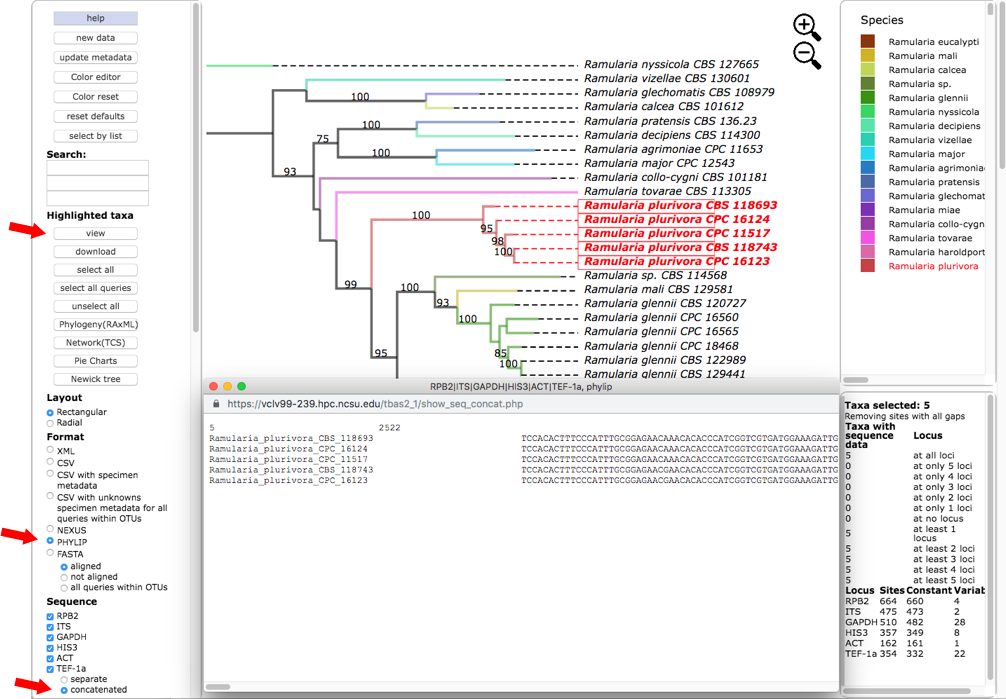 help
new data
update metadata
Color editor
Color reset
reset defaults
select by list
Search:
Highlighted taxa
view
download
select all
select all queries
unselect all
Phylogeny(RAxML)
Network(TCS)
Pie Charts
Newick tree
Layout
Rectangular
Radial
Format
XML
CSV
CSV with specimen
metadata
CSV with unknowns
specimen metadata for all
queries within OTUs
NEXUS
PHYLIP
FASTA
aligned
not aligned
all queries within OTUs
Sequence
RPB2
ITS
GAPDH
HIS3
ACT
TEF-1a
separate
concatenated
Ramularia nyssicola CBS 127665
Ramularia vizellae CBS 130601
100
Ramularia glechomatis CBS 108979
Ramularia calcea CBS 101612
100
Ramularia pratensis CBS 136.23
75
Ramularia decipiens CBS 114300
100
Ramularia agrimoniae CPC 11653
Ramularia major CPC 12543
93
Ramularia collo-cygni CBS 101181
Ramularia tovarae CBS 113305
100
Ramularia plurivora CBS 118693
Ramularia plurivora CPC 16124
95
Ramularia plurivora CPC 11517
98
Ramularia plurivora CBS 118743
100
Ramularia plurivora CPC 16123
99
100
Ramularia sp. CBS 114568
93
Ramularia mali CBS 129581
Ramularia glennii CBS 120727
100
Ramularia glennii CPC 16560
Ramularia glennii CPC 16565
95
85
Ramularia glennii CPC 18468
100
Ramularia glennii CBS 122989
Ramularia glennii CBS 129441
RPB2|ITS|GAPDH|HIS3|ACT|TEF-1a, phylip
https://vclv99-239.hpc.ncsu.edu/tbas2_1/show_seq_concat.php
5 2522
Ramularia_plurivora_CBS_118693 TCCACACTTTCCCATTTGCGGAGAACAAACACACCCATCGGTCGTGATGGAAAGATTG
Ramularia_plurivora_CPC_16124 TCCACACTTTCCCATTTGCGGAGAACAAACACACCCATCGGTCGTGATGGAAAGATTG
Ramularia_plurivora_CPC_11517 TCCACACTTTCCCATTTGCGGAGAACAAACACACCCATCGGTCGTGATGGAAAGATTG
Ramularia_plurivora_CBS_118743 TCCACACTTTCCCATTTGCGGAGAACGAACACACCCATCGGTCGTGATGGAAAGATTG
Ramularia_plurivora_CPC_16123 TCCACACTTTCCCATTTGCGGAGAACGAACACACCCATCGGTCGTGATGGAAAGATTG
Species
Ramularia eucalypti
Ramularia mali
Ramularia calcea
Ramularia sp.
Ramularia glennii
Ramularia nyssicola
Ramularia decipiens
Ramularia vizellae
Ramularia major
Ramularia agrimonia
Ramularia pratensis
Ramularia glechomat
Ramularia miae
Ramularia collo-cygn
Ramularia tovarae
Ramularia haroldport
Ramularia plurivora
Taxa selected: 5
Removing sites with all gaps
Taxa with
sequence Locus
data
5 at all loci
0 at only 5 loci
0 at only 4 loci
0 at only 3 loci
0 at only 2 loci
0 at only 1 loci
0 at no locus
5 at least 1
locus
5 at least 2 loci
5 at least 3 loci
5 at least 4 loci
5 at least 5 loci
Locus Sites Constant Variab
RPB2 664 660 4
ITS 475 473 2
GAPDH 510 482 28
HIS3 357 349 8
ACT 162 161 1
TEF-1a 354 332 22